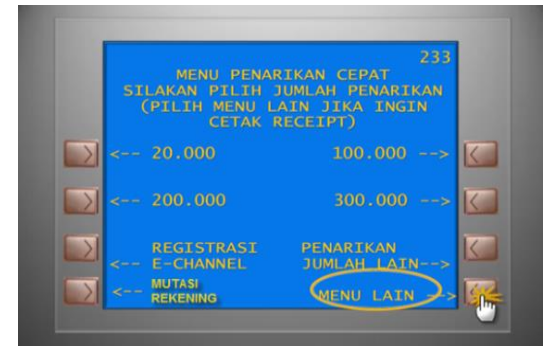 233
MENU PENARIKAN CEPAT
SILAKAN PILIH JUMLAH PENARIKAN
(PILIH MENU LAIN JIKA INGIN
CETAK RECEIPT)
<-- 20.000
100.000 -->
<-- 200.000
300.000 -->
REGISTRASI
<-- E-CHANNEL
PENARIKAN
JUMLAH LAIN-->
<-- MUTASI
REKENING
MENU LAIN -->